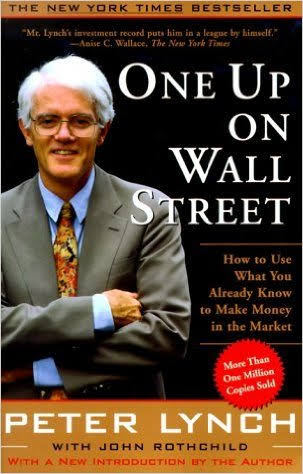 THE NEW YORK TIMES BESTSELLER
"Mr. Lynch's investment record puts him in a league by himself."
—Anise C. Wallace, The New York Times
ONE UP
ON
WALL
STREET
How to Use
What You
Already Know
to Make Money
in the Market
More Than
One Million
Copies Sold
PETER LYNCH
WITH JOHN ROTHCHILD
WITH A NEW INTRODUCTION BY THE AUTHOR